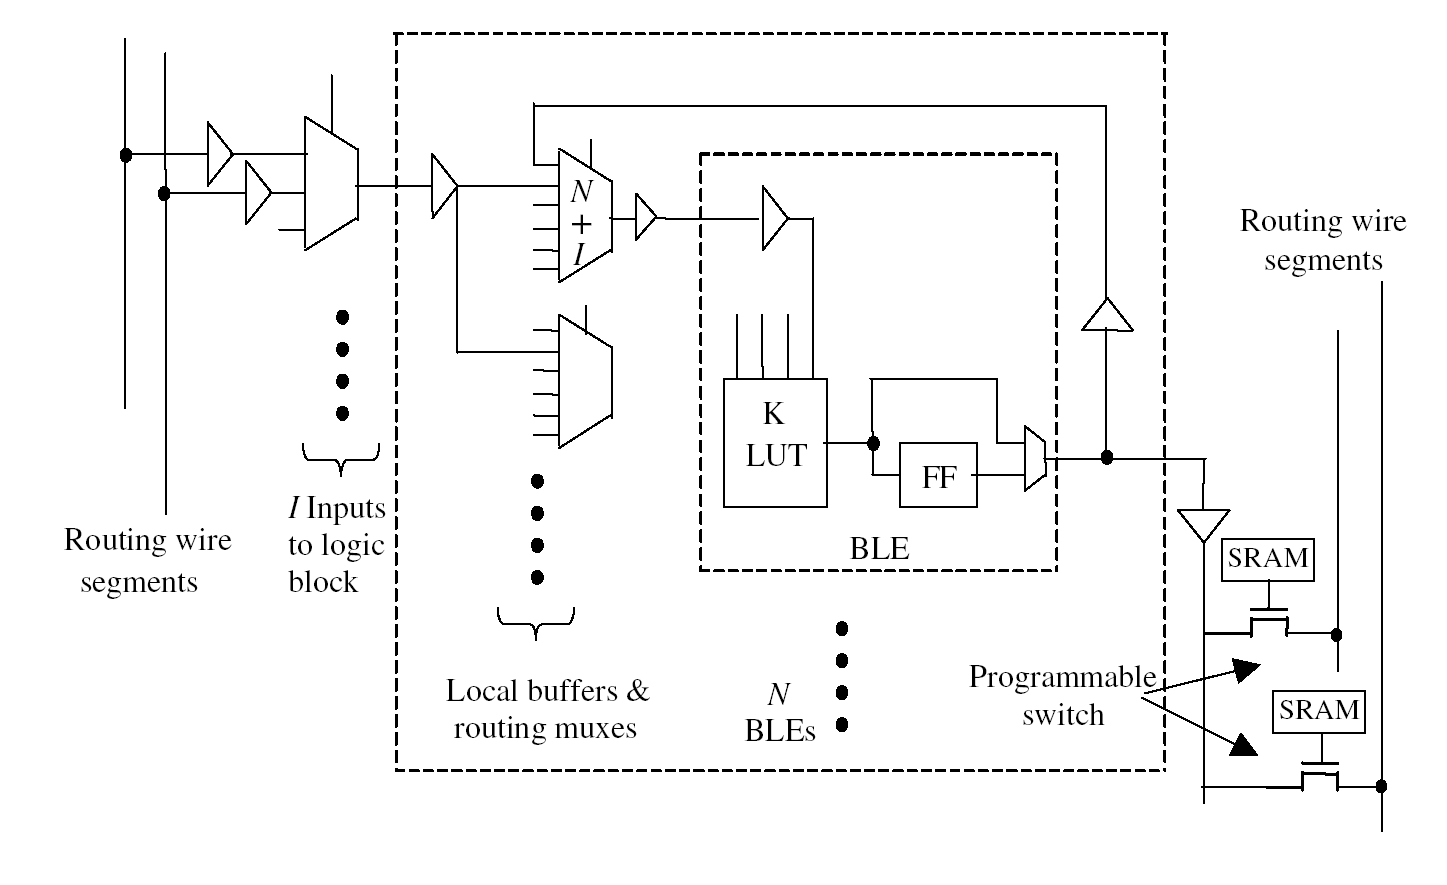 Routing wire
segments
I Inputs
to logic
block
N
+
I
Local buffers &
routing muxes
K
LUT
FF
BLE
N
BLEs
Programmable
switch
Routing wire
segments
SRAM
SRAM